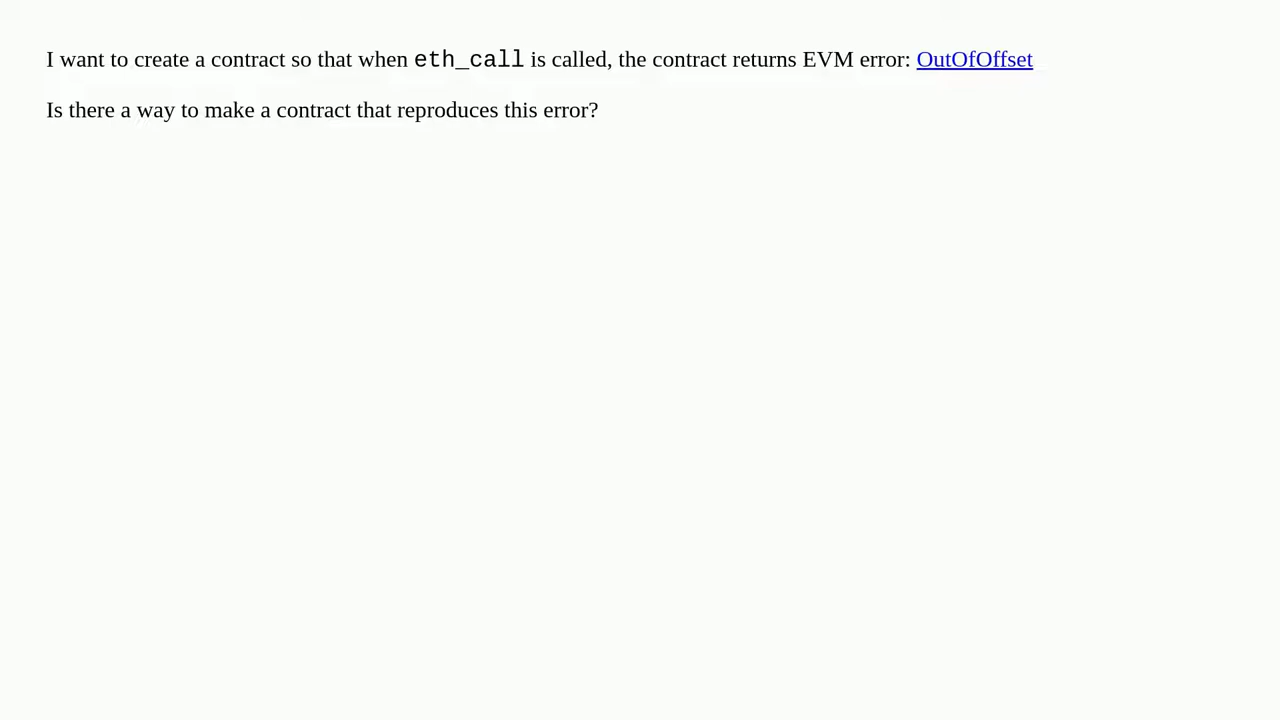 I want to create a contract so that when eth_call is called, the contract returns EVM error: OutOfOffset
Is there a way to make a contract that reproduces this error?